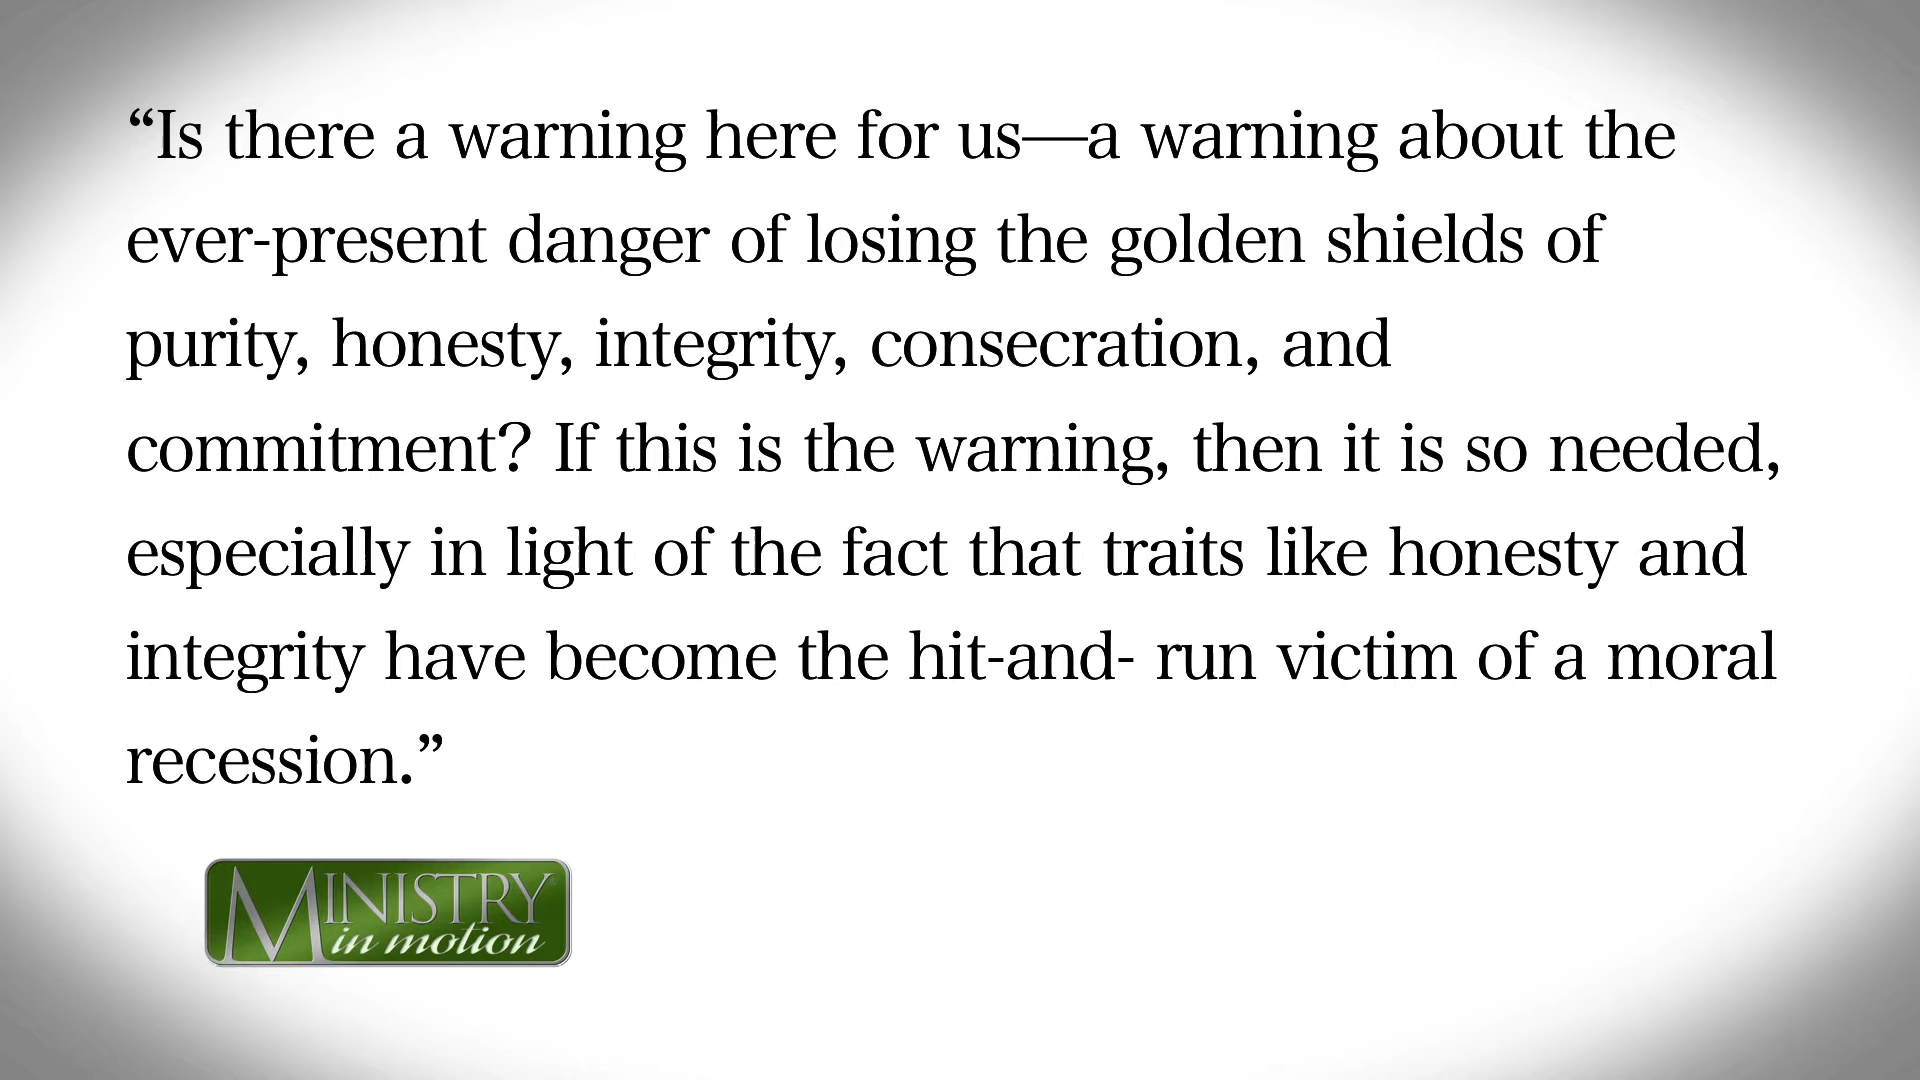 “Is there a warning here for us—a warning about the
ever-present danger of losing the golden shields of
purity, honesty, integrity, consecration, and
commitment? If this is the warning, then it is so needed,
especially in light of the fact that traits like honesty and
integrity have become the hit-and- run victim of a moral
recession.”
MINISTRY
in motion